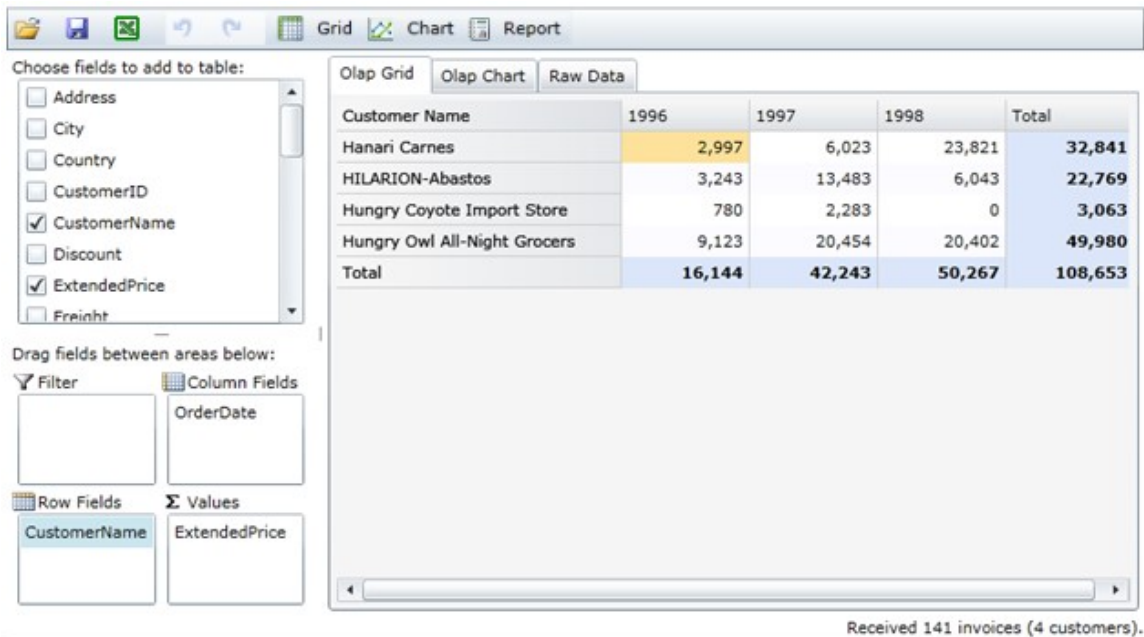 Grid Chart Report
Choose fields to add to table:
Address
City
Country
CustomerID
CustomerName
Discount
ExtendedPrice
Freight
Drag fields between areas below:
Filter Column Fields
OrderDate
Row Fields Σ Values
CustomerName ExtendedPrice
Olap Grid Olap Chart Raw Data
Customer Name 1996 1997 1998 Total
Hanari Carnes 2,997 6,023 23,821 32,841
HILARION-Abastos 3,243 13,483 6,043 22,769
Hungry Coyote Import Store 780 2,283 0 3,063
Hungry Owl All-Night Grocers 9,123 20,454 20,402 49,980
Total 16,144 42,243 50,267 108,653
Received 141 invoices (4 customers).